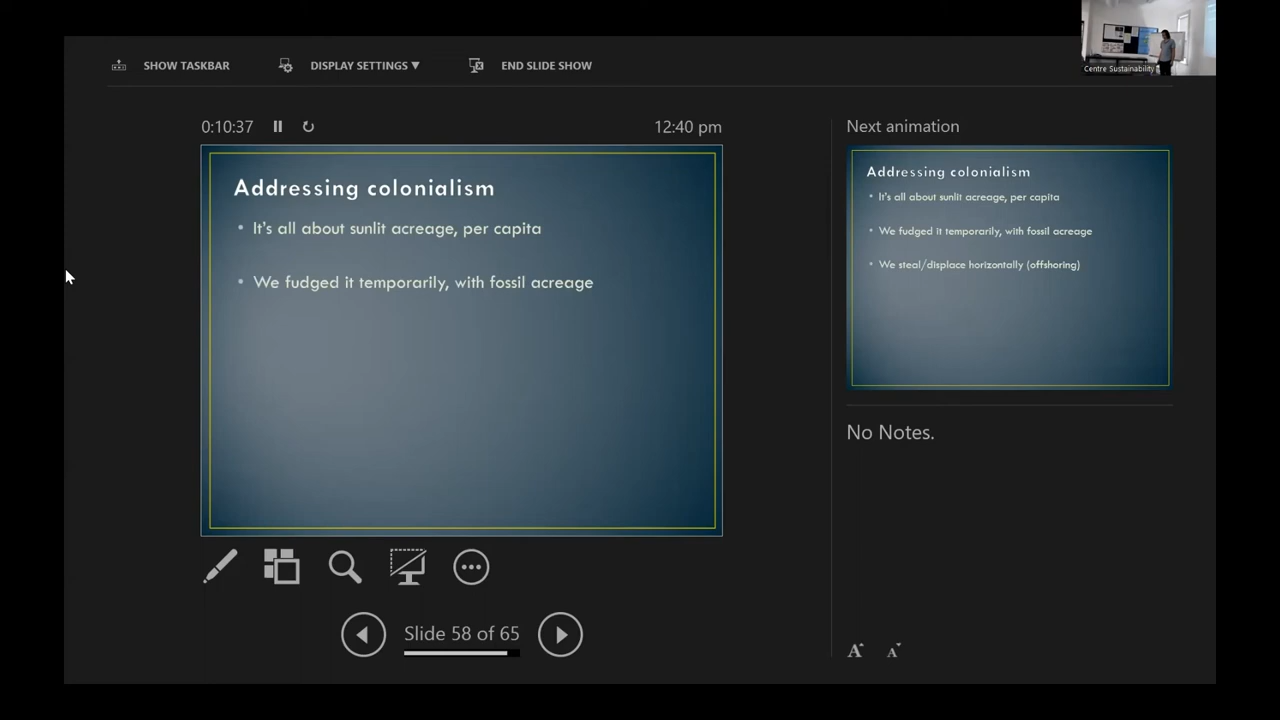 SHOW TASKBAR
DISPLAY SETTINGS ▼
END SLIDE SHOW
Centre Sustainability
0:10:37
12:40 pm
Addressing colonialism
• It's all about sunlit acreage, per capita
• We fudged it temporarily, with fossil acreage
Slide 58 of 65
Next animation
Addressing colonialism
• It's all about sunlit acreage, per capita
• We fudged it temporarily, with fossil acreage
• We steal/displace horizontally (offshoring)
No Notes.
A A